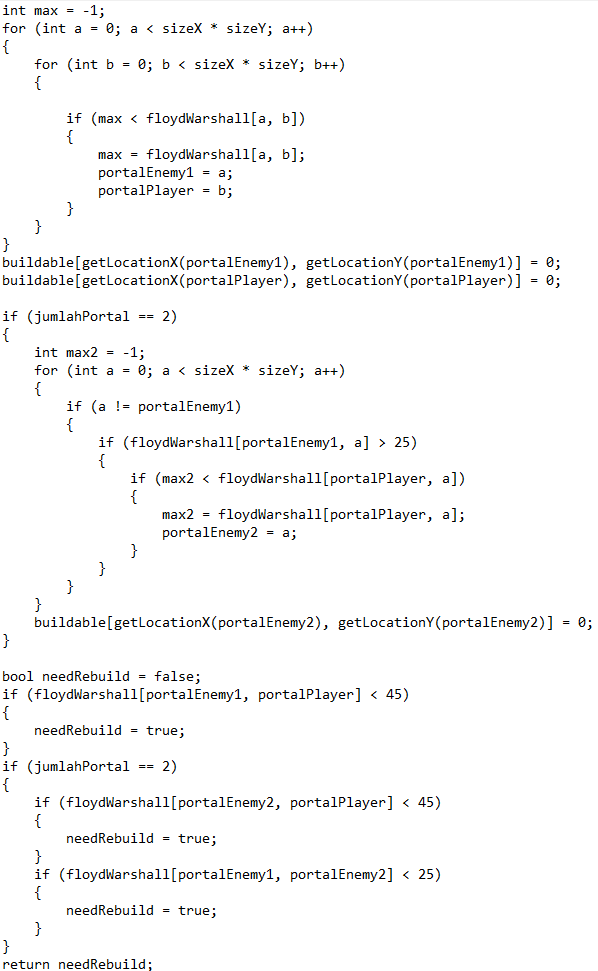 int max = -1;
for (int a = 0; a < sizeX * sizeY; a++)
{
    for (int b = 0; b < sizeX * sizeY; b++)
    {

        if (max < floydWarshall[a, b])
        {
            max = floydWarshall[a, b];
            portalEnemy1 = a;
            portalPlayer = b;
        }
    }
}
buildable[getLocationX(portalEnemy1), getLocationY(portalEnemy1)] = 0;
buildable[getLocationX(portalPlayer), getLocationY(portalPlayer)] = 0;

if (jumlahPortal == 2)
{
    int max2 = -1;
    for (int a = 0; a < sizeX * sizeY; a++)
    {
        if (a != portalEnemy1)
        {
            if (floydWarshall[portalEnemy1, a] > 25)
            {
                if (max2 < floydWarshall[portalPlayer, a])
                {
                    max2 = floydWarshall[portalPlayer, a];
                    portalEnemy2 = a;
                }
            }
        }
    }
    buildable[getLocationX(portalEnemy2), getLocationY(portalEnemy2)] = 0;
}

bool needRebuild = false;
if (floydWarshall[portalEnemy1, portalPlayer] < 45)
{
    needRebuild = true;
}
if (jumlahPortal == 2)
{
    if (floydWarshall[portalEnemy2, portalPlayer] < 45)
    {
        needRebuild = true;
    }
    if (floydWarshall[portalEnemy1, portalEnemy2] < 25)
    {
        needRebuild = true;
    }
}
return needRebuild;